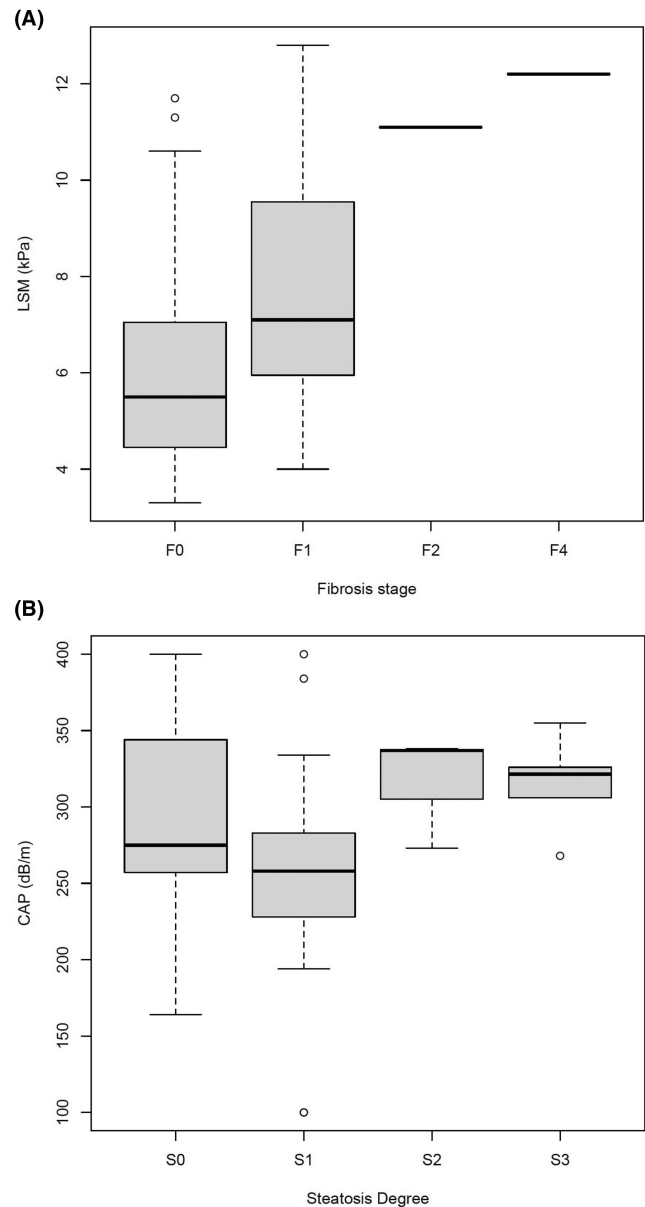 (A)
12
10
8
6
4
LSM (kPa)
F0 F1 F2 F4
Fibrosis stage
(B)
400
350
300
250
200
150
100
CAP (dB/m)
S0 S1 S2 S3
Steatosis Degree